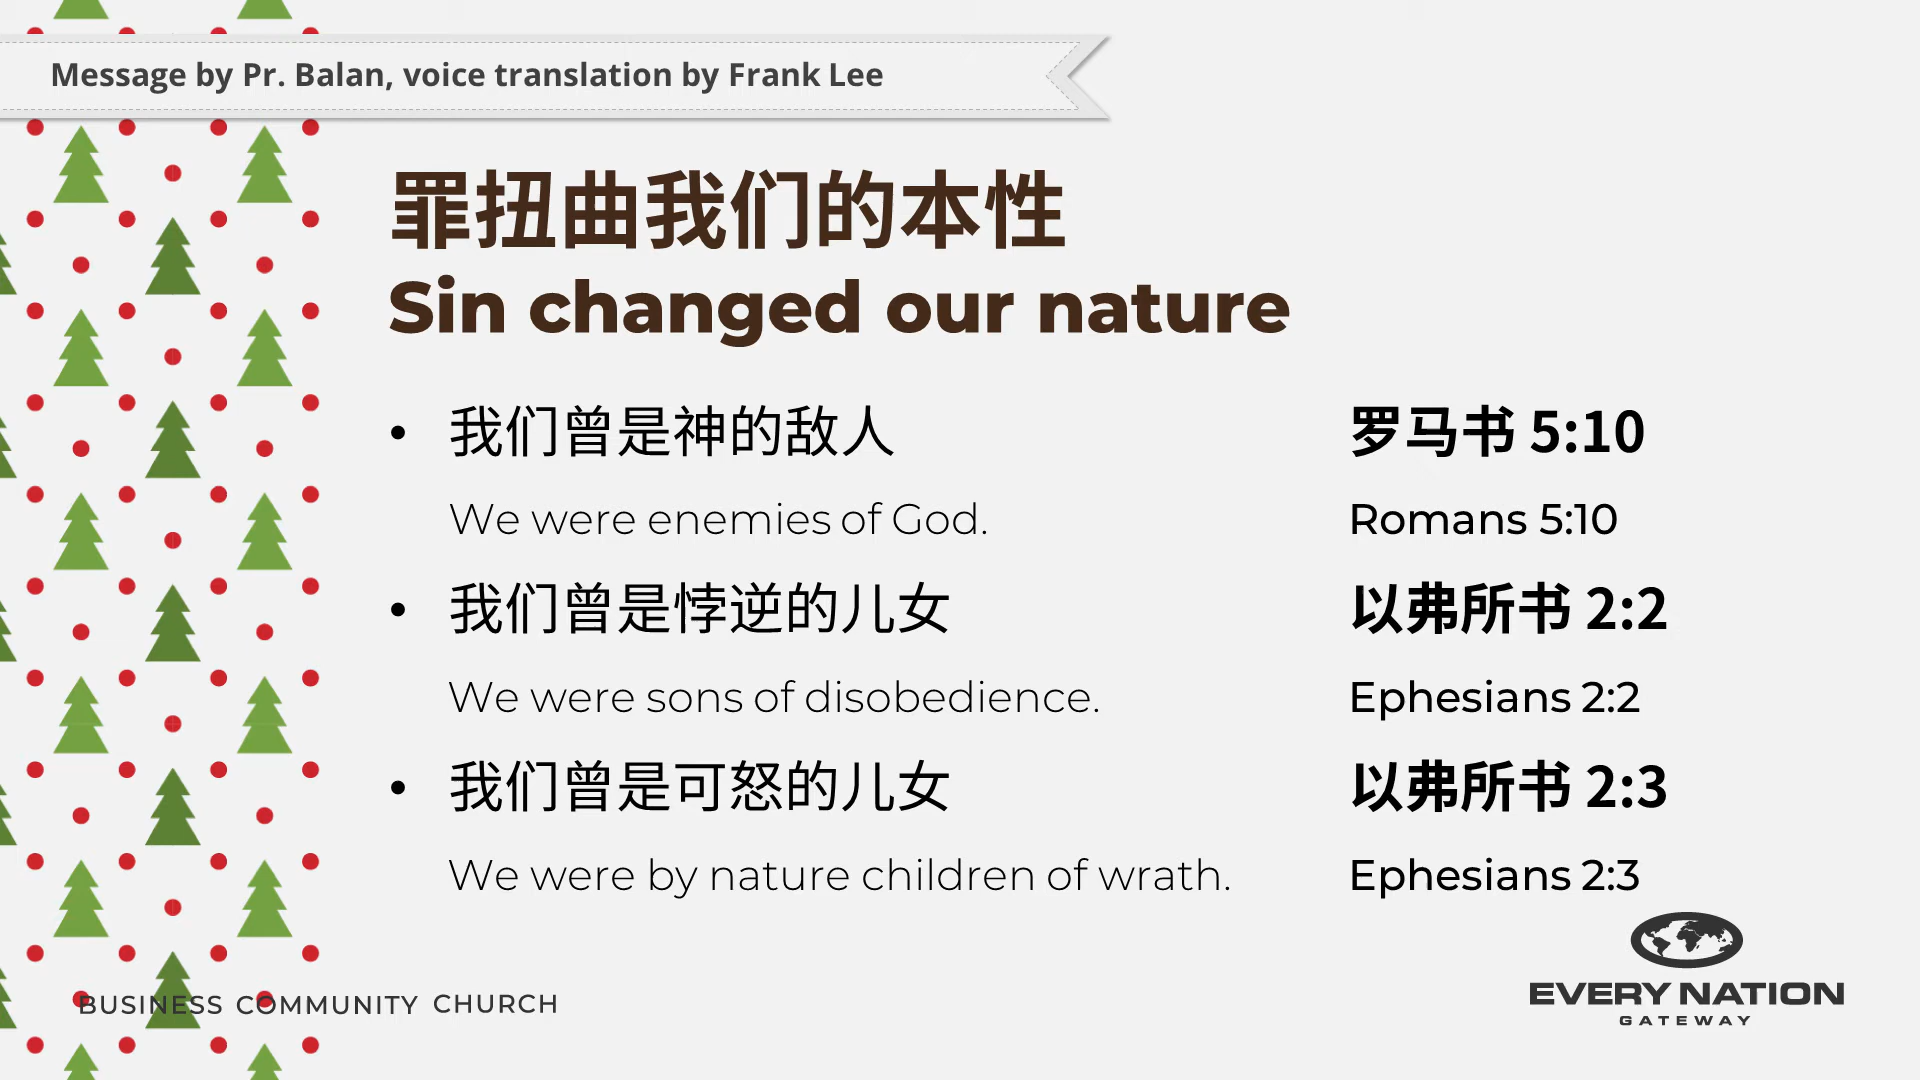 Message by Pr. Balan, voice translation by Frank Lee
罪扭曲我们的本性
Sin changed our nature
• 我们曾是神的敌人 罗马书 5:10
We were enemies of God. Romans 5:10
• 我们曾是悖逆的儿女 以弗所书 2:2
We were sons of disobedience. Ephesians 2:2
• 我们曾是可怒的儿女 以弗所书 2:3
We were by nature children of wrath. Ephesians 2:3
BUSINESS COMMUNITY CHURCH
EVERY NATION
GATEWAY